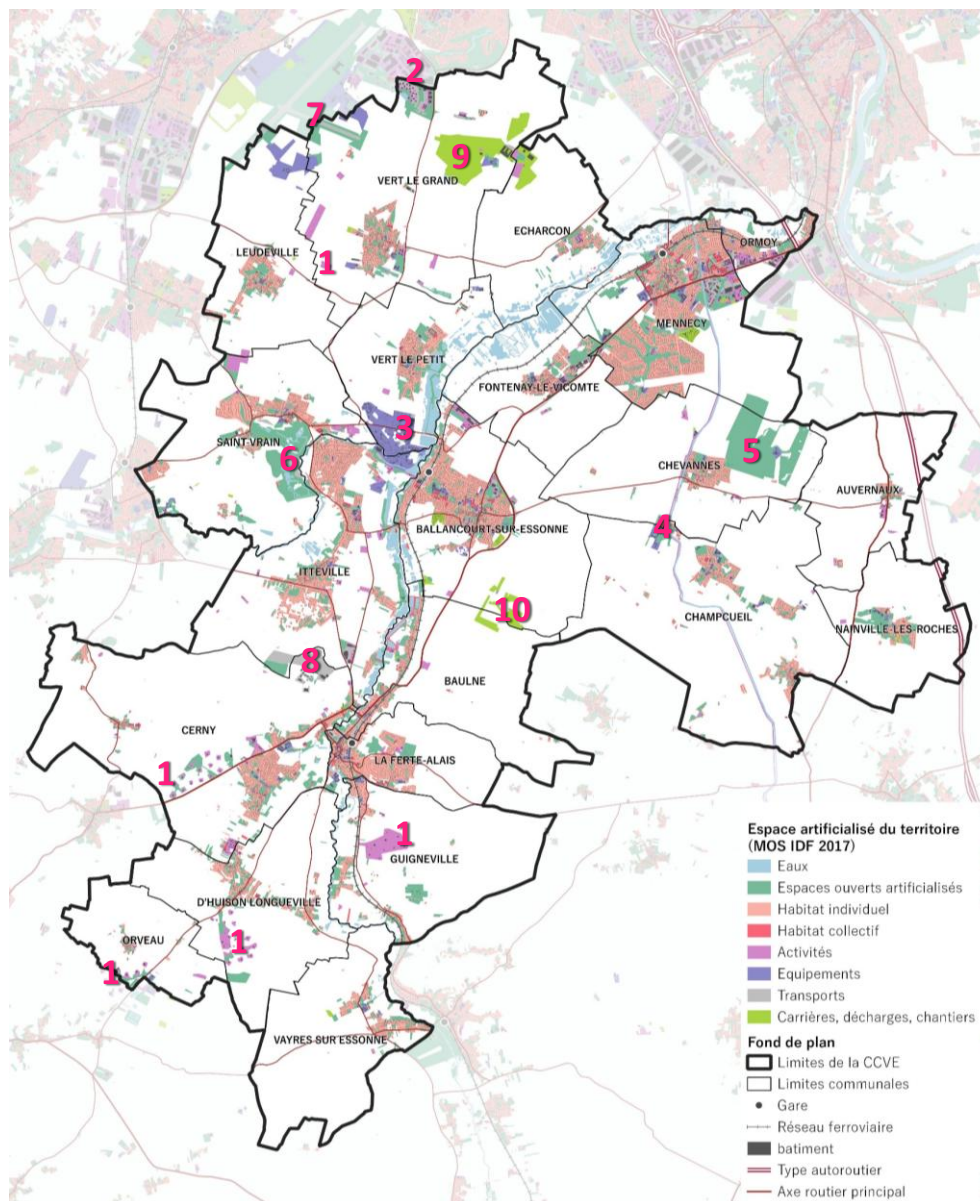 2
7
9
VERT LE GRAND
ECHARCON
ORMOY
LEUDEVILLE
1
MENNECY
VERT LE PETIT
FONTENAY-LE-VICOMTE
3
SAINT-VRAIN
6
5
CHEVANNES
AUVERNAUX
BALLANCOURT-SUR-ESSONNE
4
ITTEVILLE
10
CHAMPCUEIL
NAINVILLE-LES-ROCHES
8
BAULNE
CERNY
LA FERTE-ALAIS
1
1
GUIGNEVILLE
D'HUISON LONGUEVILLE
ORVEAU
1
1
VAYRES SUR ESSONNE
Espace artificialisé du territoire
(MOS IDF 2017)
Eaux
Espaces ouverts artificialisés
Habitat individuel
Habitat collectif
Activités
Equipements
Transports
Carrières, décharges, chantiers
Fond de plan
Limites de la CCVE
Limites communales
Gare
Réseau ferroviaire
batiment
Type autoroutier
Axe routier principal